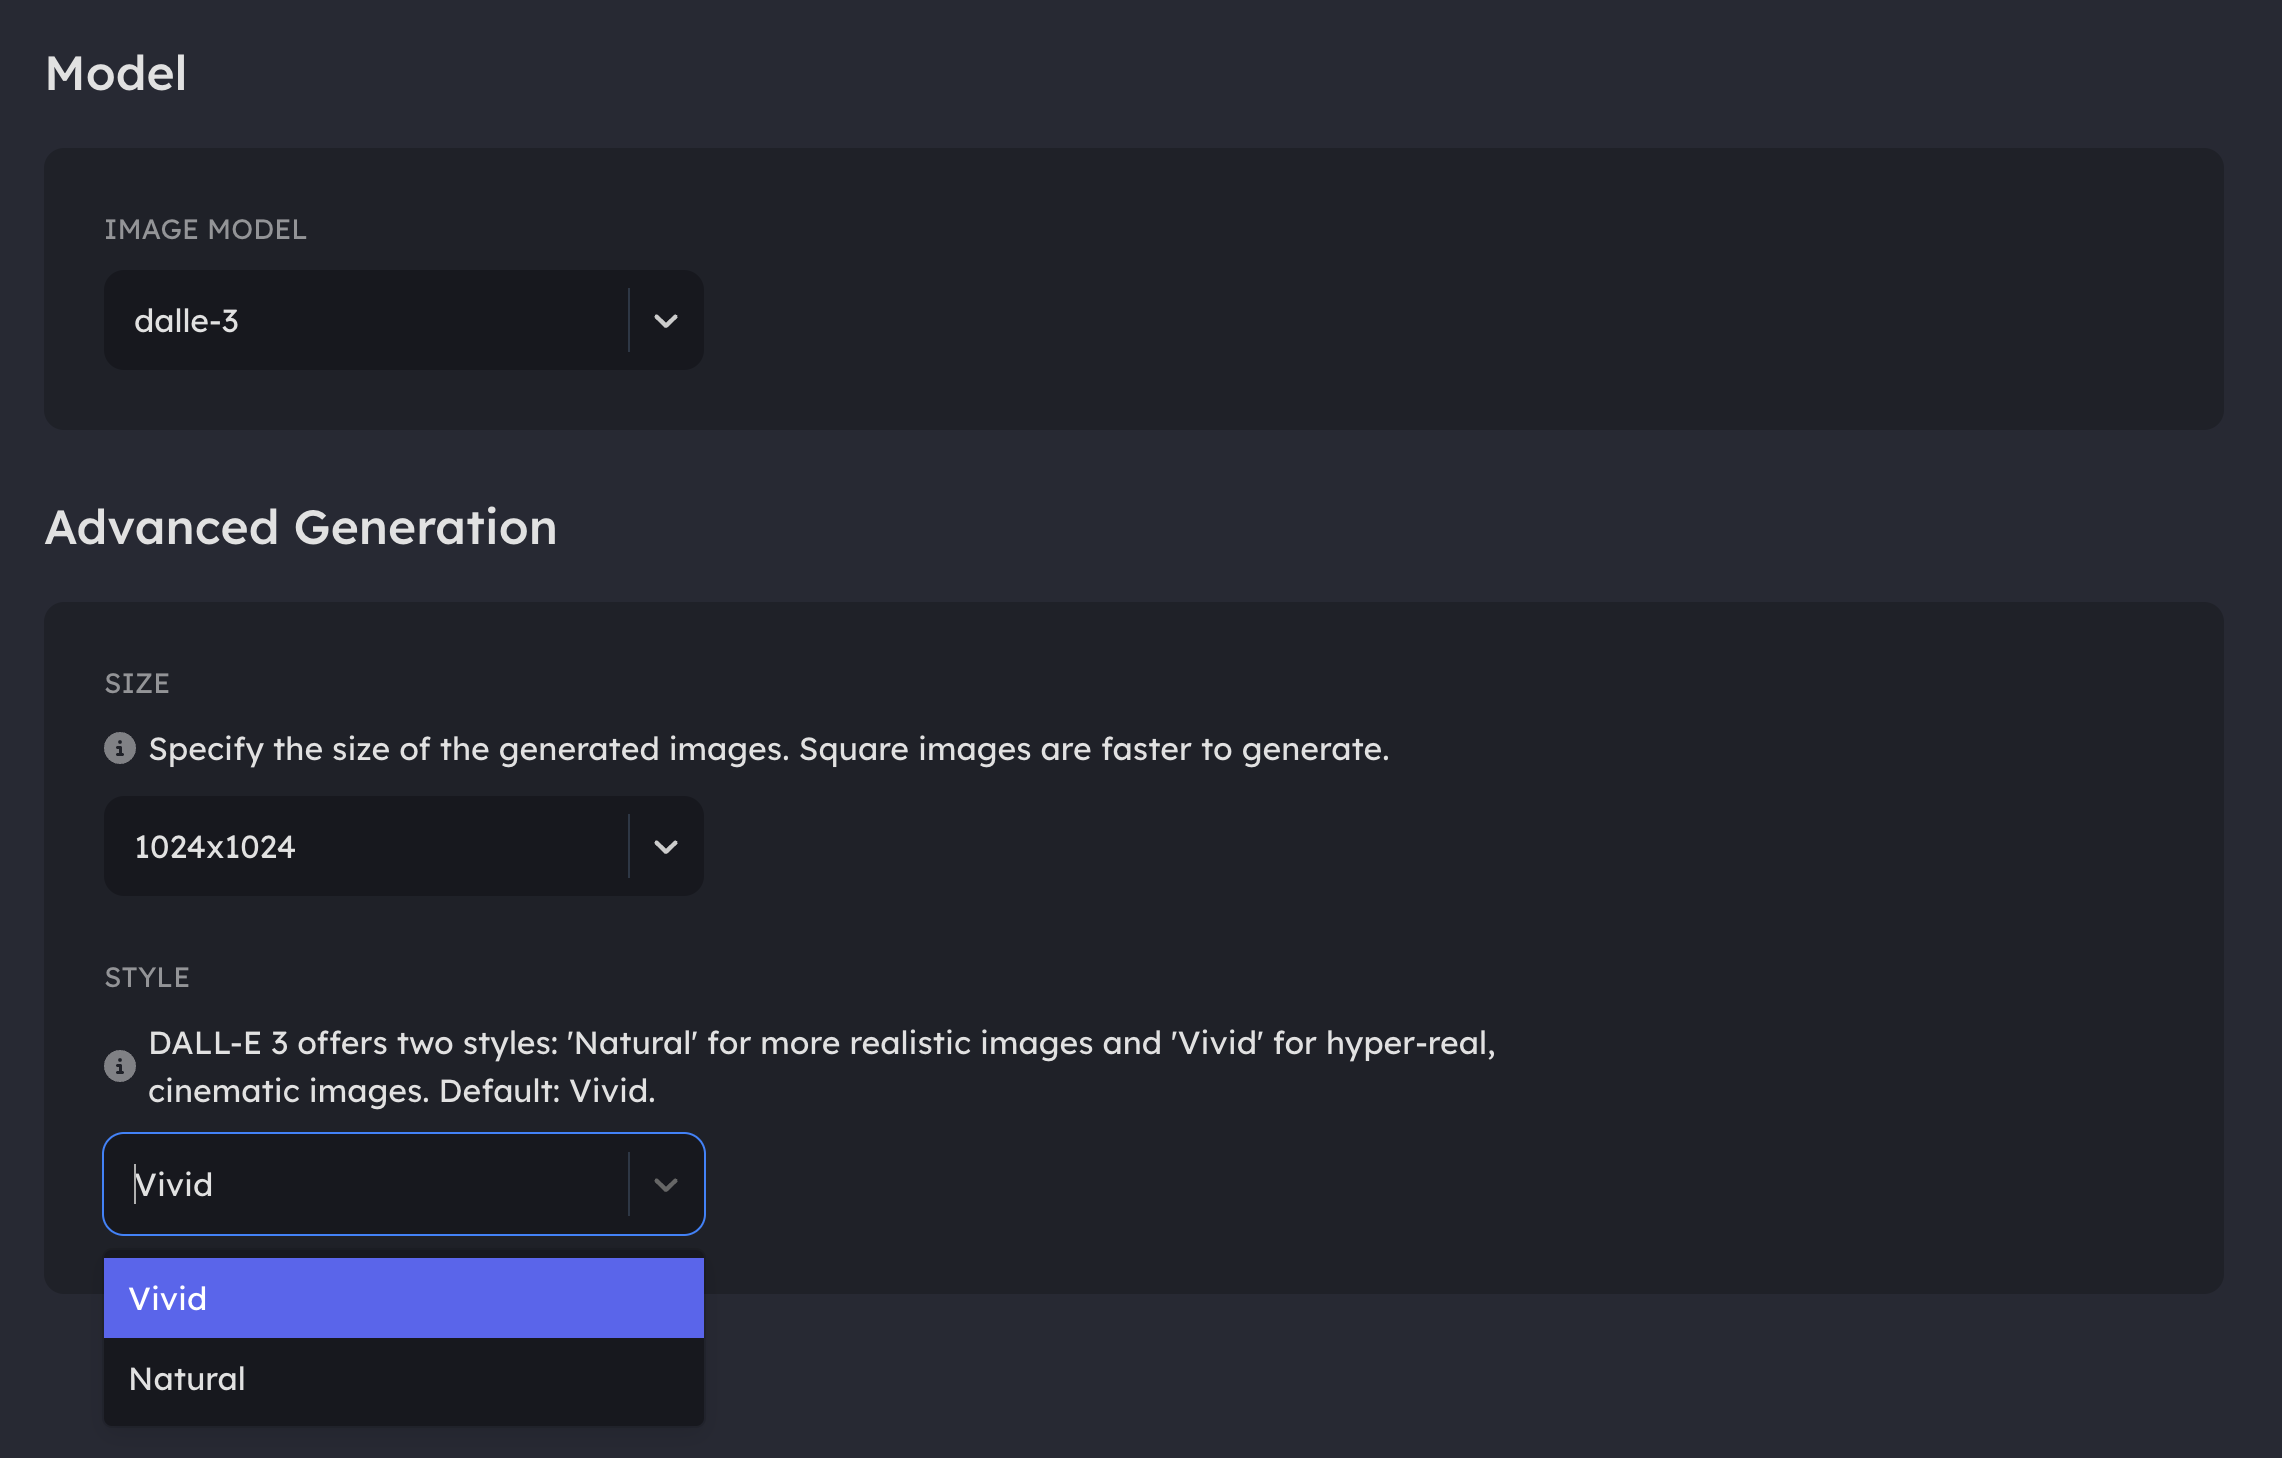 Model
IMAGE MODEL
dalle-3
Advanced Generation
SIZE
Specify the size of the generated images. Square images are faster to generate.
1024x1024
STYLE
DALL-E 3 offers two styles: 'Natural' for more realistic images and 'Vivid' for hyper-real,
cinematic images. Default: Vivid.
Vivid
Vivid
Natural